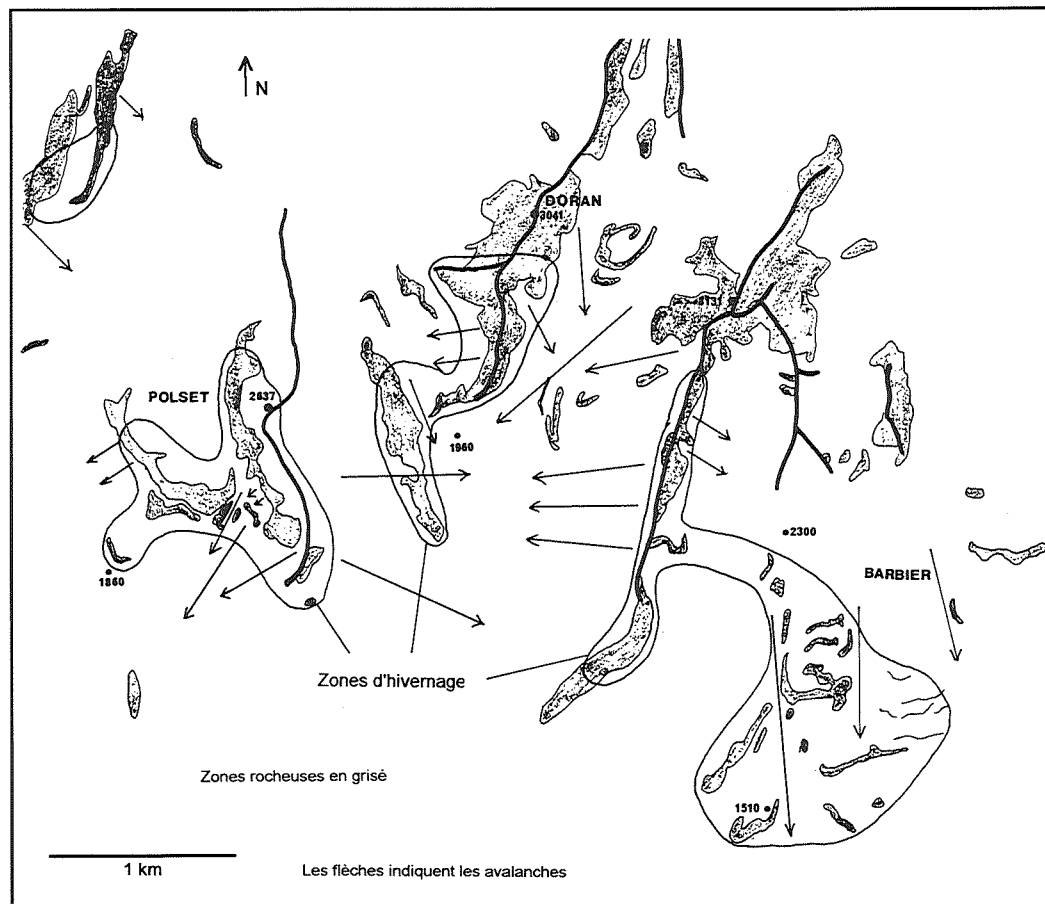 N
DORAN
3041
3131
POLSET
2637
1960
2300
1860
BARBIER
Zones d'hivernage
Zones rocheuses en grisé
1510
1 km
Les flèches indiquent les avalanches